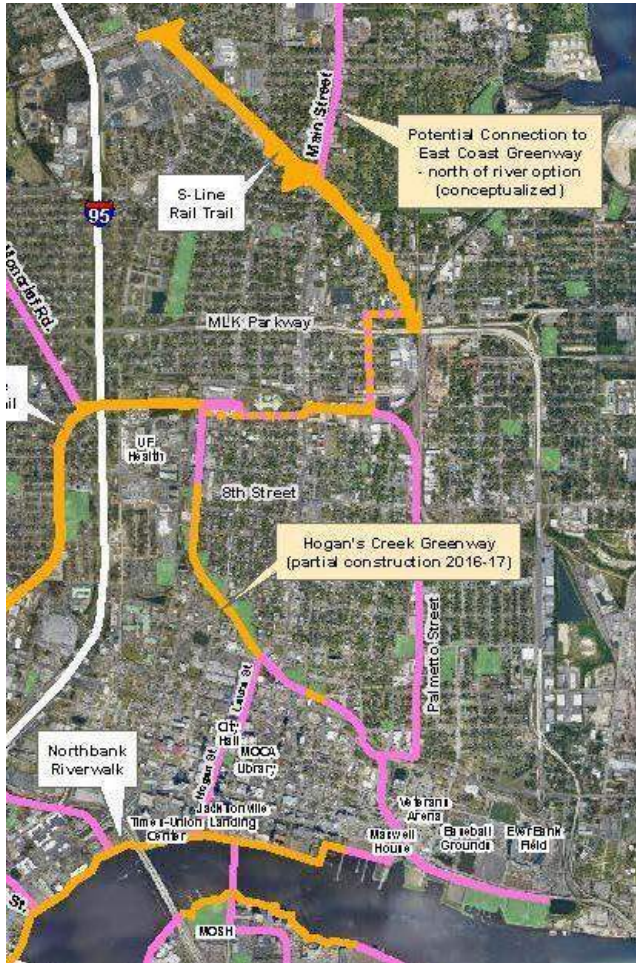 Main Street
Potential Connection to
East Coast Greenway
- north of river option
(conceptualized)
S-Line
Rail Trail
95
Rd.
MLK Parkway
UF
Health
8th Street
Hogan's Creek Greenway
(partial construction 2016-17)
Palmetto Street
Laura St.
City
Hall
Hogan St.
MOCA
Library
Northbank
Riverwalk
Jacksonville
Landing
Times-Union
Center
Veterans
Arena
Maxwell
House
Baseball
Grounds
EverBank
Field
St.
MOSH